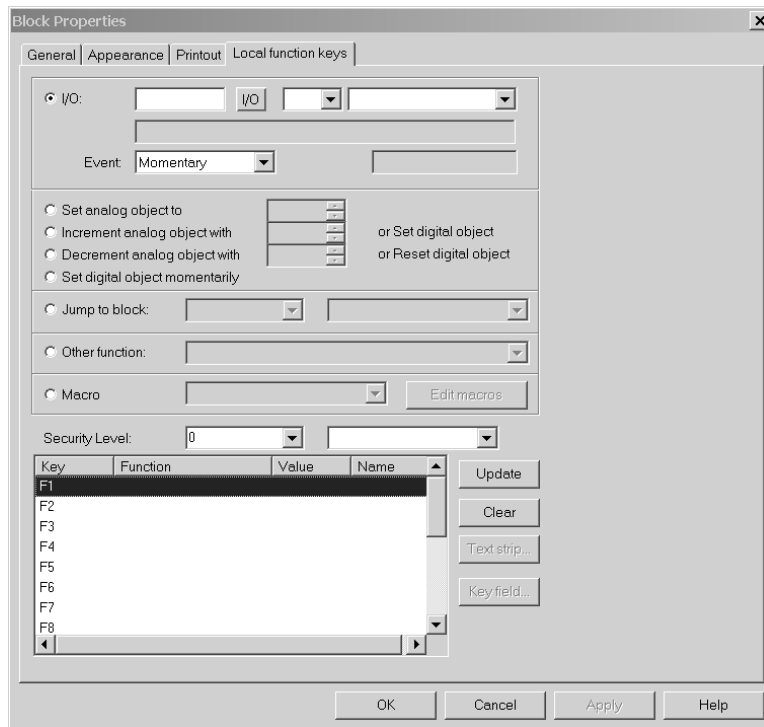 Block Properties
General Appearance Printout Local function keys
I/O: I/O
Event: Momentary
Set analog object to
Increment analog object with or Set digital object
Decrement analog object with or Reset digital object
Set digital object momentarily
Jump to block:
Other function:
Macro Edit macros
Security Level: 0
Key Function Value Name
F1
F2
F3
F4
F5
F6
F7
F8
Update
Clear
Text strip...
Key field...
OK Cancel Apply Help